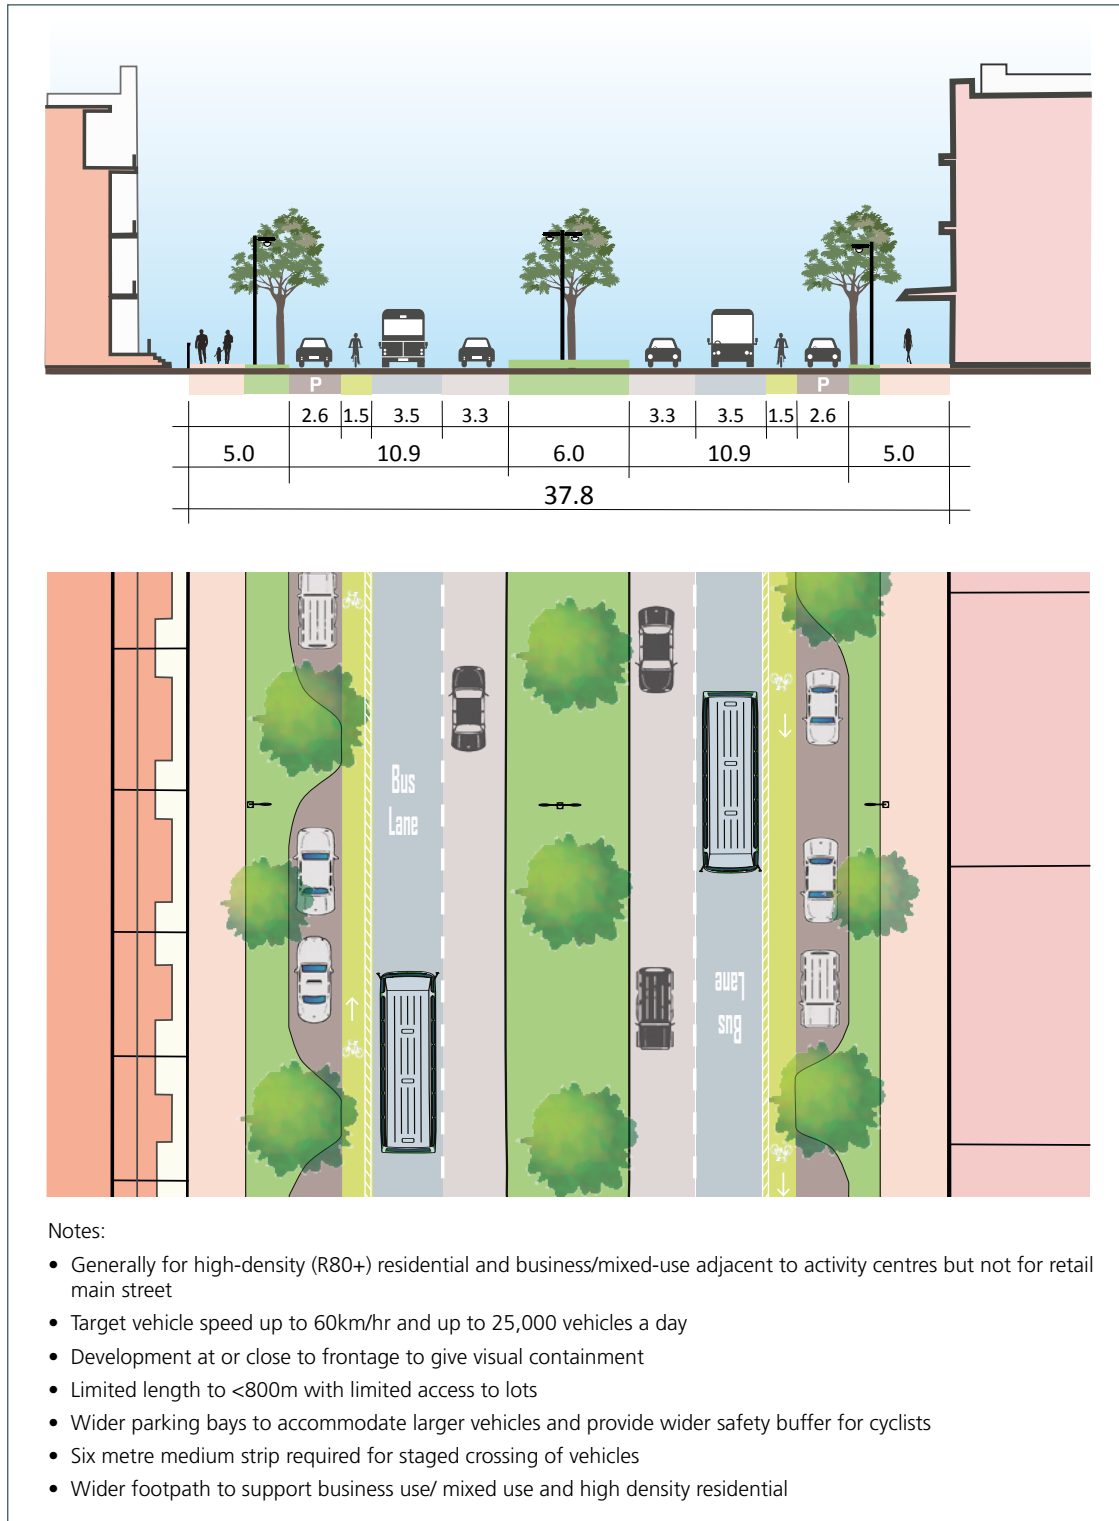 P
P
2.6 1.5 3.5 3.3 3.3 3.5 1.5 2.6
5.0 10.9 6.0 10.9 5.0
37.8
Bus
Lane
Bus
Lane
Notes:
• Generally for high-density (R80+) residential and business/mixed-use adjacent to activity centres but not for retail
main street
• Target vehicle speed up to 60km/hr and up to 25,000 vehicles a day
• Development at or close to frontage to give visual containment
• Limited length to <800m with limited access to lots
• Wider parking bays to accommodate larger vehicles and provide wider safety buffer for cyclists
• Six metre medium strip required for staged crossing of vehicles
• Wider footpath to support business use/ mixed use and high density residential